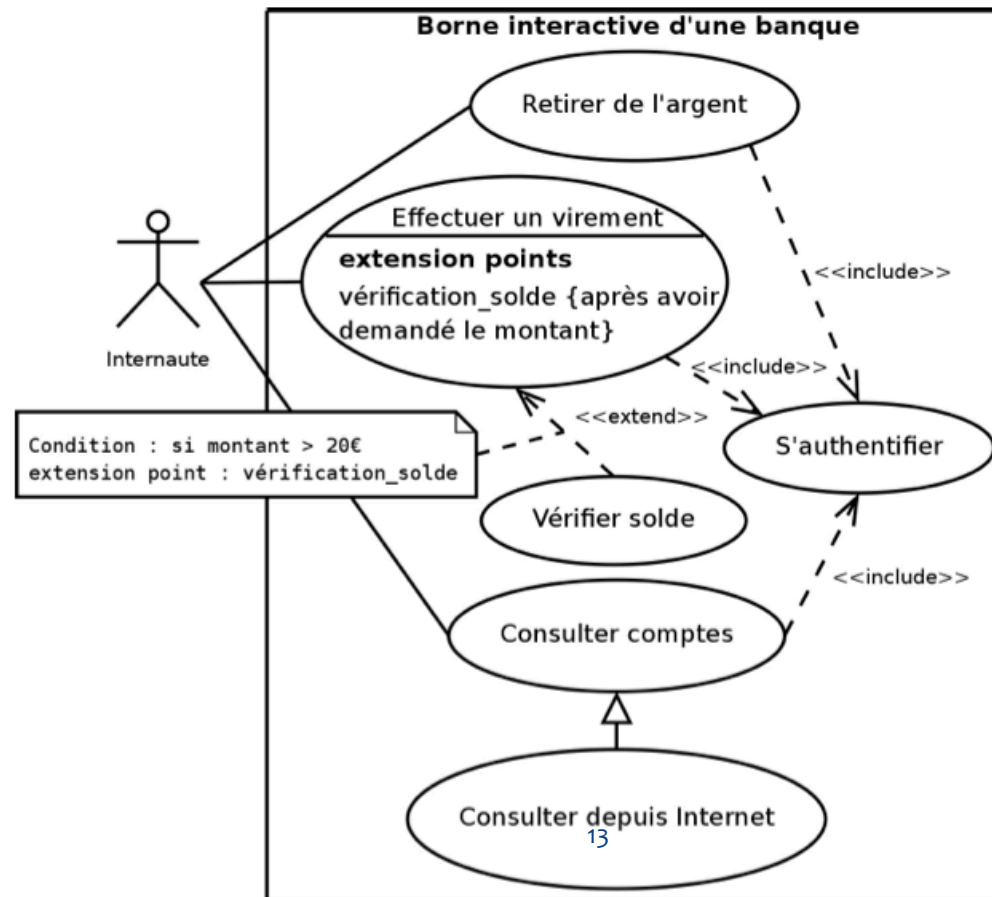 Borne interactive d'une banque
Retirer de l'argent
Effectuer un virement
extension points
vérification_solde {après avoir
demandé le montant}
<<include>>
Internaute
<<include>>
<<extend>>
Condition : si montant > 20€
extension point : vérification_solde
S'authentifier
Vérifier solde
<<include>>
Consulter comptes
Consulter depuis Internet
13